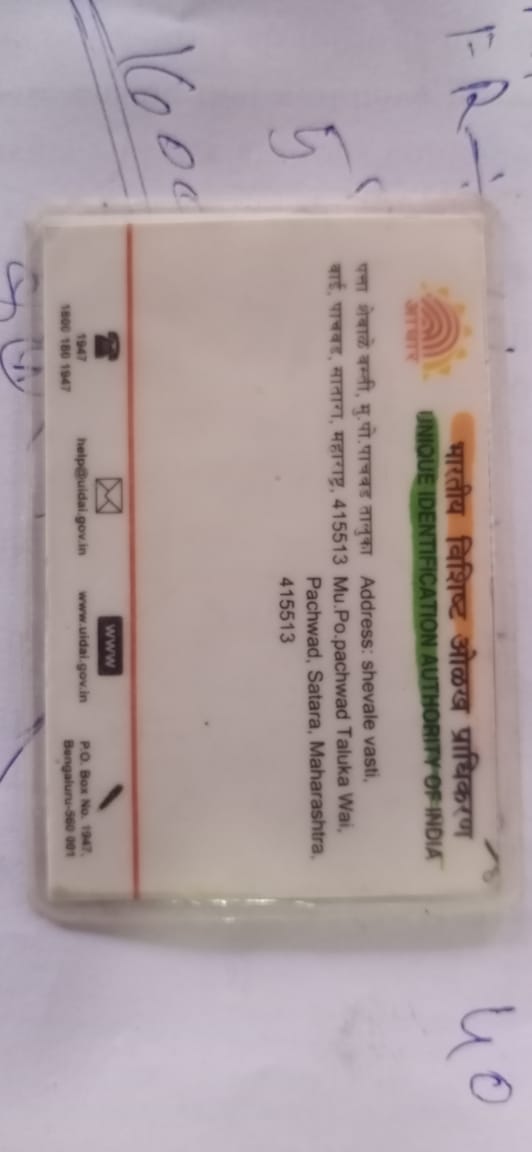 FR
5
1600
आधार
भारतीय विशिष्ट ओळख प्राधिकरण
UNIQUE IDENTIFICATION AUTHORITY OF INDIA
पत्ता शेवाळे वस्ती, मु.पो.पाचवड तालुका
वाई, पाचवड, सातारा, महाराष्ट्र, 415513
Address: shevale vasti,
Mu.Po.pachwad Taluka Wai,
Pachwad, Satara, Maharashtra,
415513
1947
1800 180 1947
help@uidai.gov.in
www
www.uidai.gov.in
P.O. Box No. 1947,
Bengaluru-560 001
40